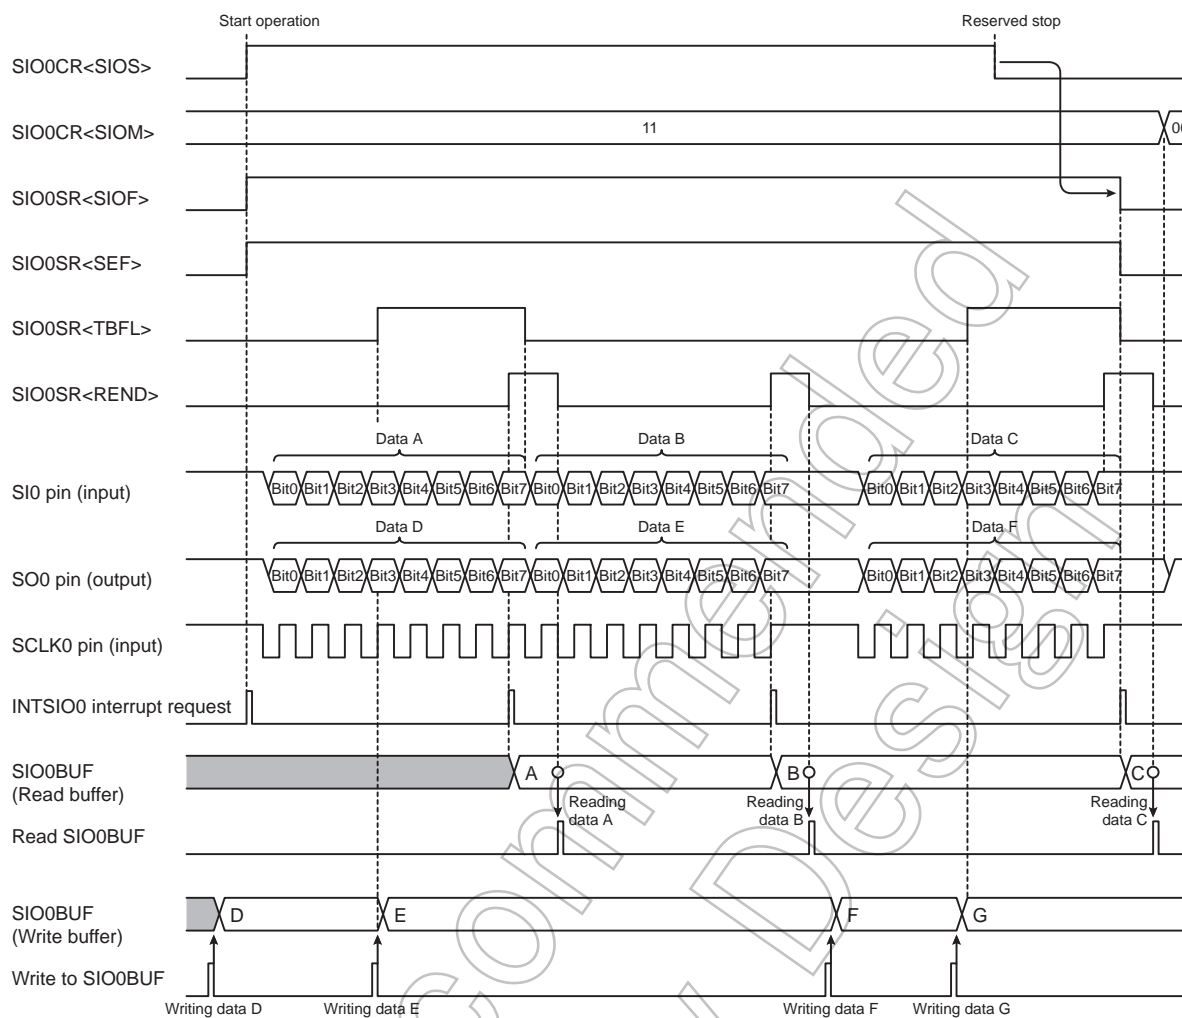 Start operation
Reserved stop
SIO0CR<SIOS>
SIO0CR<SIOM>
11
00
SIO0SR<SIOF>
SIO0SR<SEF>
SIO0SR<TBFL>
SIO0SR<REND>
Data A
Data B
Data C
SI0 pin (input)
Bit0 Bit1 Bit2 Bit3 Bit4 Bit5 Bit6 Bit7 Bit0 Bit1 Bit2 Bit3 Bit4 Bit5 Bit6 Bit7 Bit0 Bit1 Bit2 Bit3 Bit4 Bit5 Bit6 Bit7
Data D
Data E
Data F
SO0 pin (output)
Bit0 Bit1 Bit2 Bit3 Bit4 Bit5 Bit6 Bit7 Bit0 Bit1 Bit2 Bit3 Bit4 Bit5 Bit6 Bit7 Bit0 Bit1 Bit2 Bit3 Bit4 Bit5 Bit6 Bit7
SCLK0 pin (input)
INTSIO0 interrupt request
SIO0BUF
(Read buffer)
A
B
C
Reading
data A
Reading
data B
Reading
data C
Read SIO0BUF
SIO0BUF
(Write buffer)
D
E
F
G
Write to SIO0BUF
Writing data D
Writing data E
Writing data F
Writing data G
commended
Design